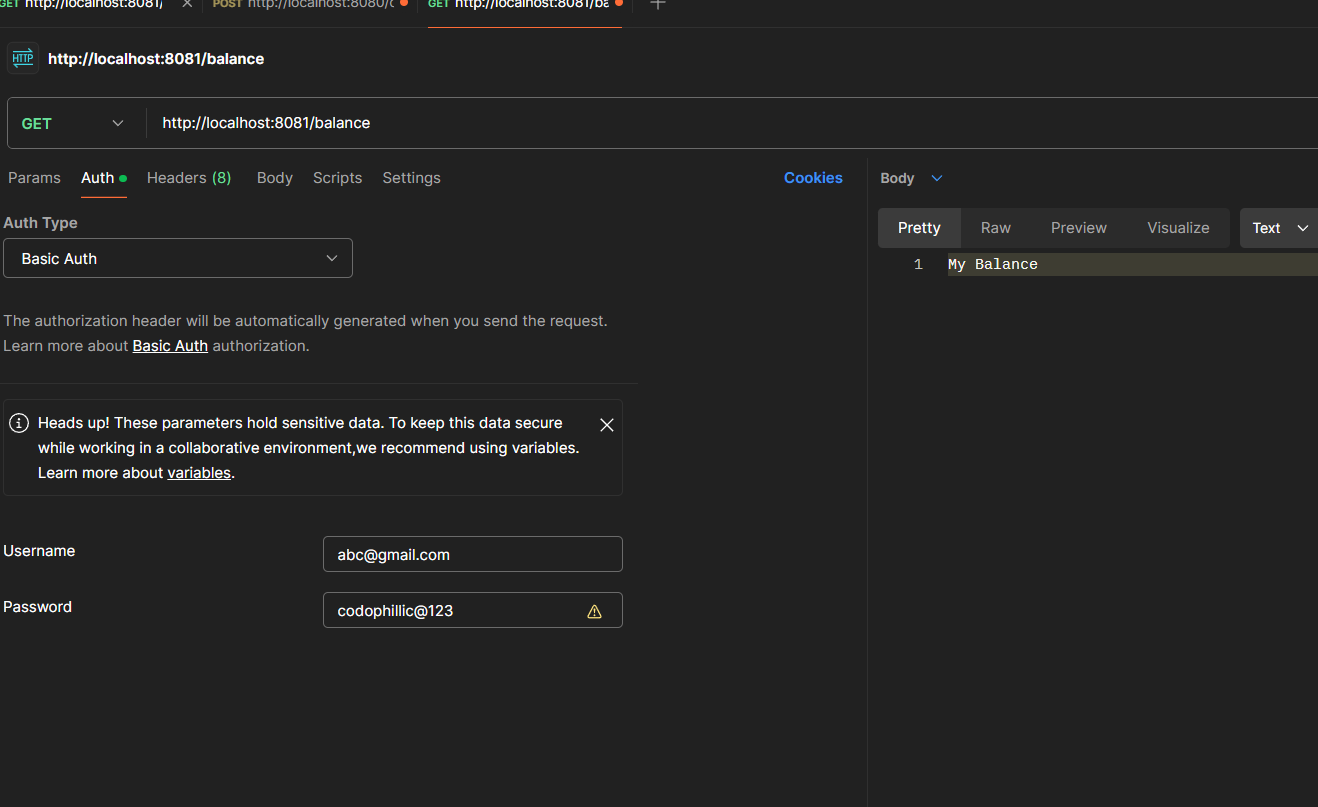 GET http://localhost:8081/
POST http://localhost:8080/
GET http://localhost:8081/ba
HTTP http://localhost:8081/balance
GET http://localhost:8081/balance
Params Auth Headers (8) Body Scripts Settings Cookies
Auth Type
Basic Auth
The authorization header will be automatically generated when you send the request.
Learn more about Basic Auth authorization.
Heads up! These parameters hold sensitive data. To keep this data secure
while working in a collaborative environment,we recommend using variables.
Learn more about variables.
Username abc@gmail.com
Password codophillic@123
Body
Pretty Raw Preview Visualize Text
1 My Balance